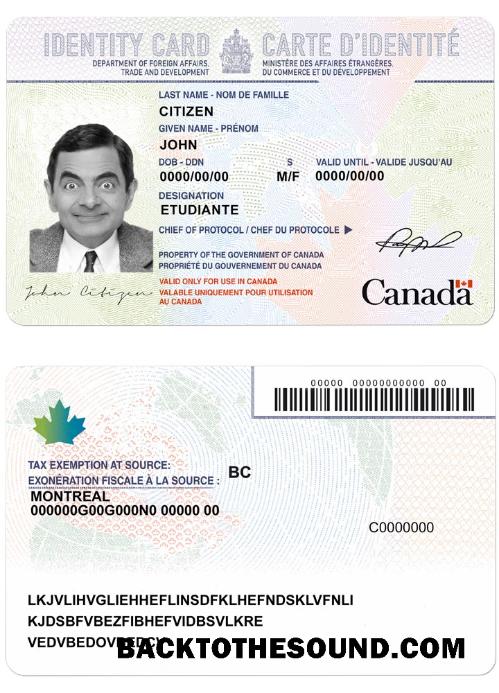 IDENTITY CARD CARTE D'IDENTITÉ
DEPARTMENT OF FOREIGN AFFAIRS, MINISTÈRE DES AFFAIRES ÉTRANGÈRES,
TRADE AND DEVELOPMENT DU COMMERCE ET DU DÉVELOPPEMENT
LAST NAME - NOM DE FAMILLE
CITIZEN
GIVEN NAME - PRÉNOM
JOHN
DOB - DDN S VALID UNTIL - VALIDE JUSQU'AU
0000/00/00 M/F 0000/00/00
DESIGNATION
ETUDIANTE
CHIEF OF PROTOCOL / CHEF DU PROTOCOLE
PROPERTY OF THE GOVERNMENT OF CANADA
PROPRIÉTÉ DU GOUVERNEMENT DU CANADA
VALID ONLY FOR USE IN CANADA
VALABLE UNIQUEMENT POUR UTILISATION
AU CANADA
John Citizen
Canada
00000 00000000000 00
TAX EXEMPTION AT SOURCE:
EXONÉRATION FISCALE À LA SOURCE : BC
MONTREAL
000000G00G000N0 00000 00
C0000000
LKJVLIHVGLIEHHEFLINSDFKLHEFNDSKLVFNLI
KJDSBFVBEZFIBHEFVIDBSVLKRE
BACKTOTHESOUND.COM